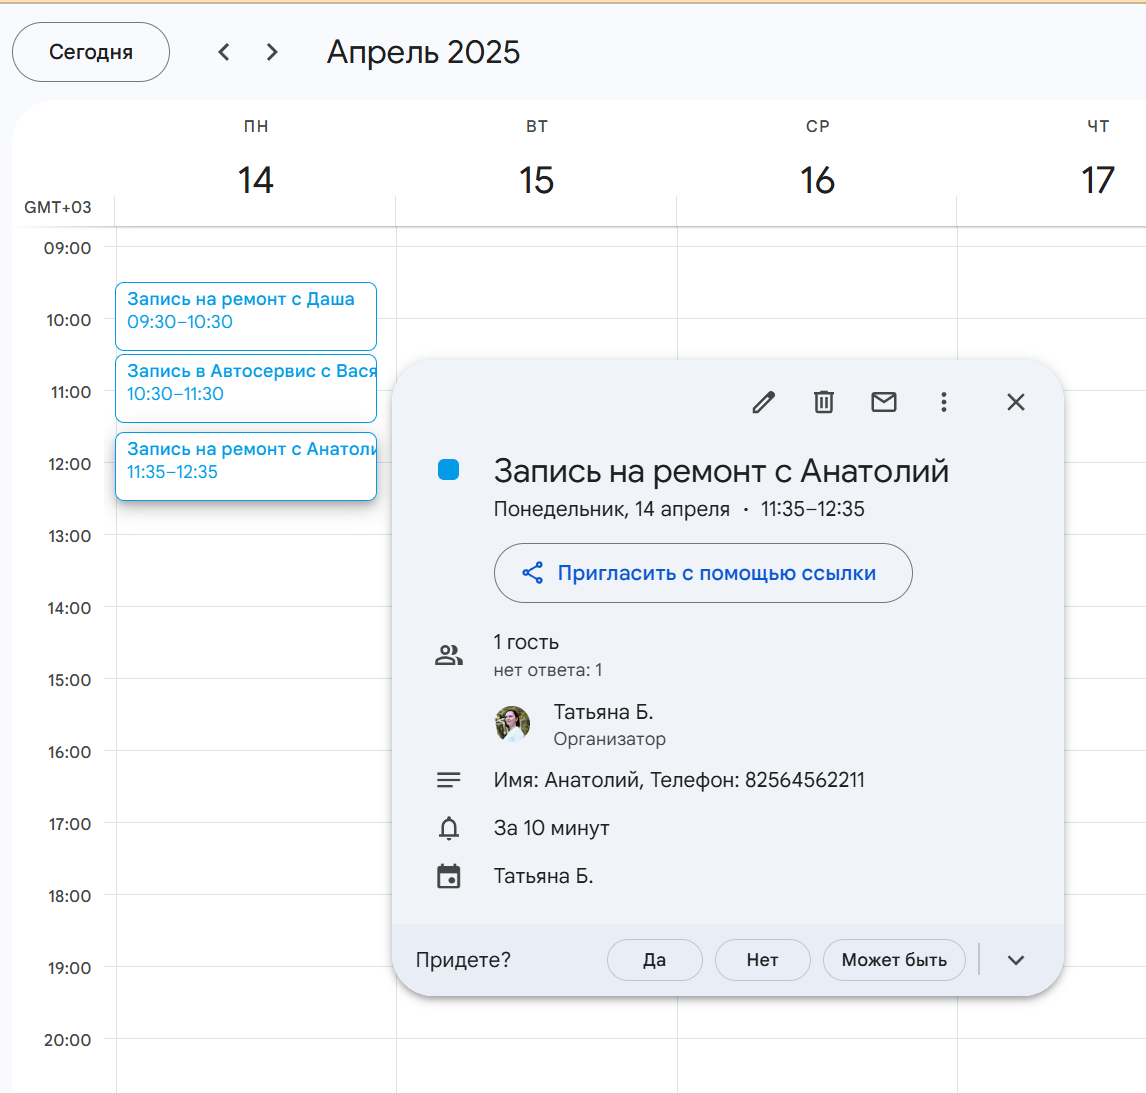 Сегодня
Апрель 2025
ПН
ВТ
СР
ЧТ
14
15
16
17
GMT+03
09:00
Запись на ремонт с Даша
09:30–10:30
10:00
Запись в Автосервис с Вася
10:30–11:30
11:00
Запись на ремонт с Анатоли
11:35–12:35
12:00
13:00
14:00
15:00
16:00
17:00
18:00
19:00
20:00
Запись на ремонт с Анатолий
Понедельник, 14 апреля · 11:35–12:35
Пригласить с помощью ссылки
1 гость
нет ответа: 1
Татьяна Б.
Организатор
Имя: Анатолий, Телефон: 82564562211
За 10 минут
Татьяна Б.
Придете?
Да
Нет
Может быть